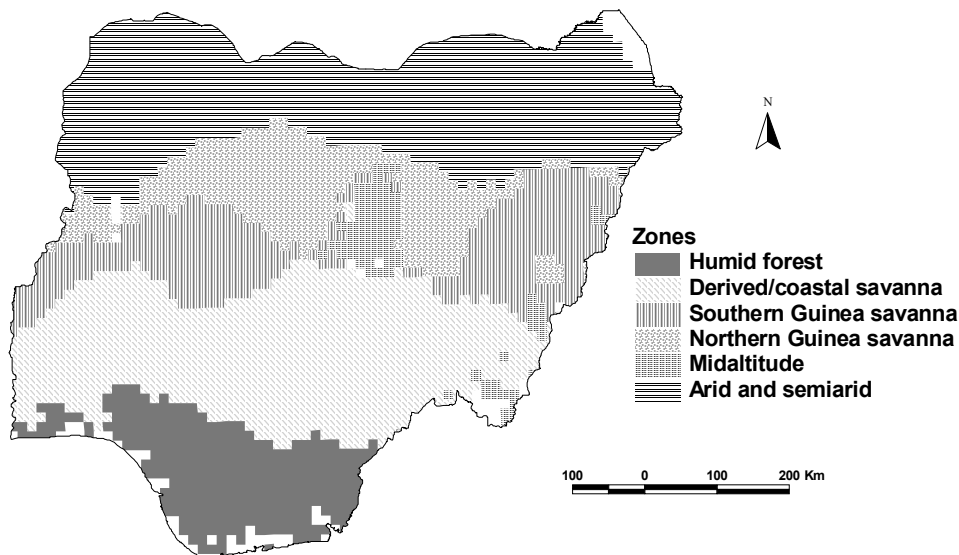 N
Zones
Humid forest
Derived/coastal savanna
Southern Guinea savanna
Northern Guinea savanna
Midaltitude
Arid and semiarid
100 0 100 200 Km